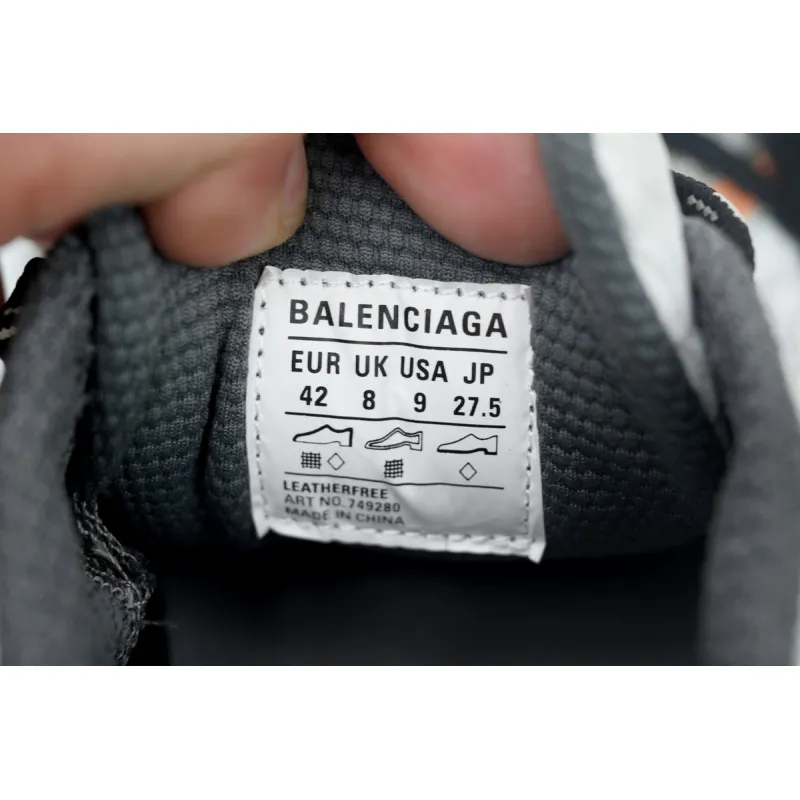 BALENCIAGA
EUR UK USA JP
42 8 9 27.5
LEATHERFREE
ART NO.749280
MADE IN CHINA